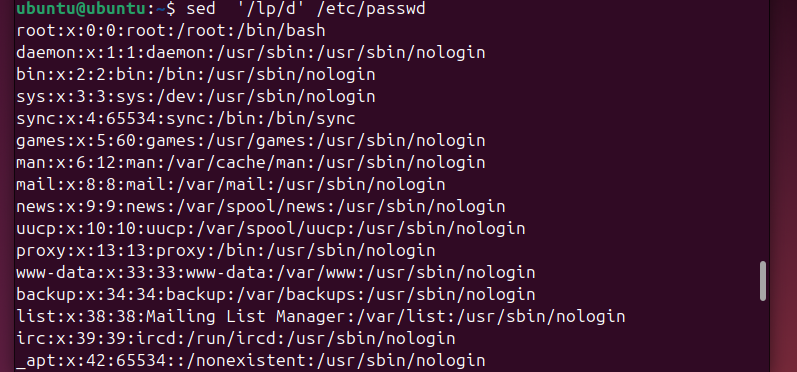 ubuntu@ubuntu:~$ sed  '/lp/d' /etc/passwd
root:x:0:0:root:/root:/bin/bash
daemon:x:1:1:daemon:/usr/sbin:/usr/sbin/nologin
bin:x:2:2:bin:/bin:/usr/sbin/nologin
sys:x:3:3:sys:/dev:/usr/sbin/nologin
sync:x:4:65534:sync:/bin:/bin/sync
games:x:5:60:games:/usr/games:/usr/sbin/nologin
man:x:6:12:man:/var/cache/man:/usr/sbin/nologin
mail:x:8:8:mail:/var/mail:/usr/sbin/nologin
news:x:9:9:news:/var/spool/news:/usr/sbin/nologin
uucp:x:10:10:uucp:/var/spool/uucp:/usr/sbin/nologin
proxy:x:13:13:proxy:/bin:/usr/sbin/nologin
www-data:x:33:33:www-data:/var/www:/usr/sbin/nologin
backup:x:34:34:backup:/var/backups:/usr/sbin/nologin
list:x:38:38:Mailing List Manager:/var/list:/usr/sbin/nologin
irc:x:39:39:ircd:/run/ircd:/usr/sbin/nologin
_apt:x:42:65534::/nonexistent:/usr/sbin/nologin